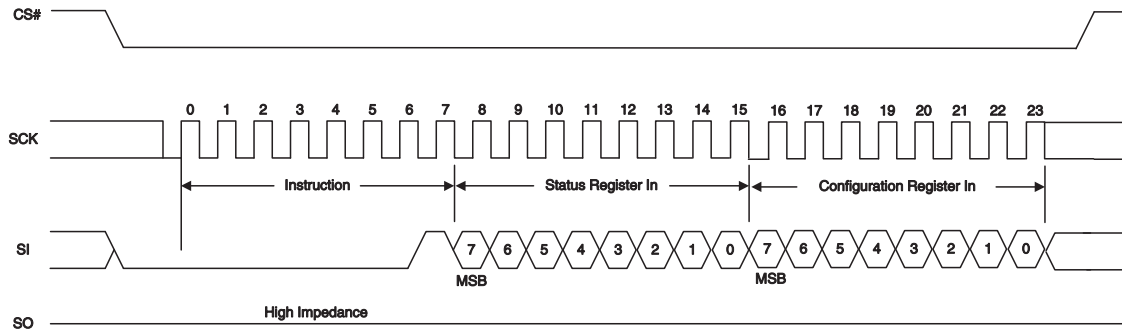 CS#
0 1 2 3 4 5 6 7 8 9 10 11 12 13 14 15 16 17 18 19 20 21 22 23
SCK
Instruction Status Register In Configuration Register In
SI 7 6 5 4 3 2 1 0 7 6 5 4 3 2 1 0
MSB MSB
High Impedance
SO